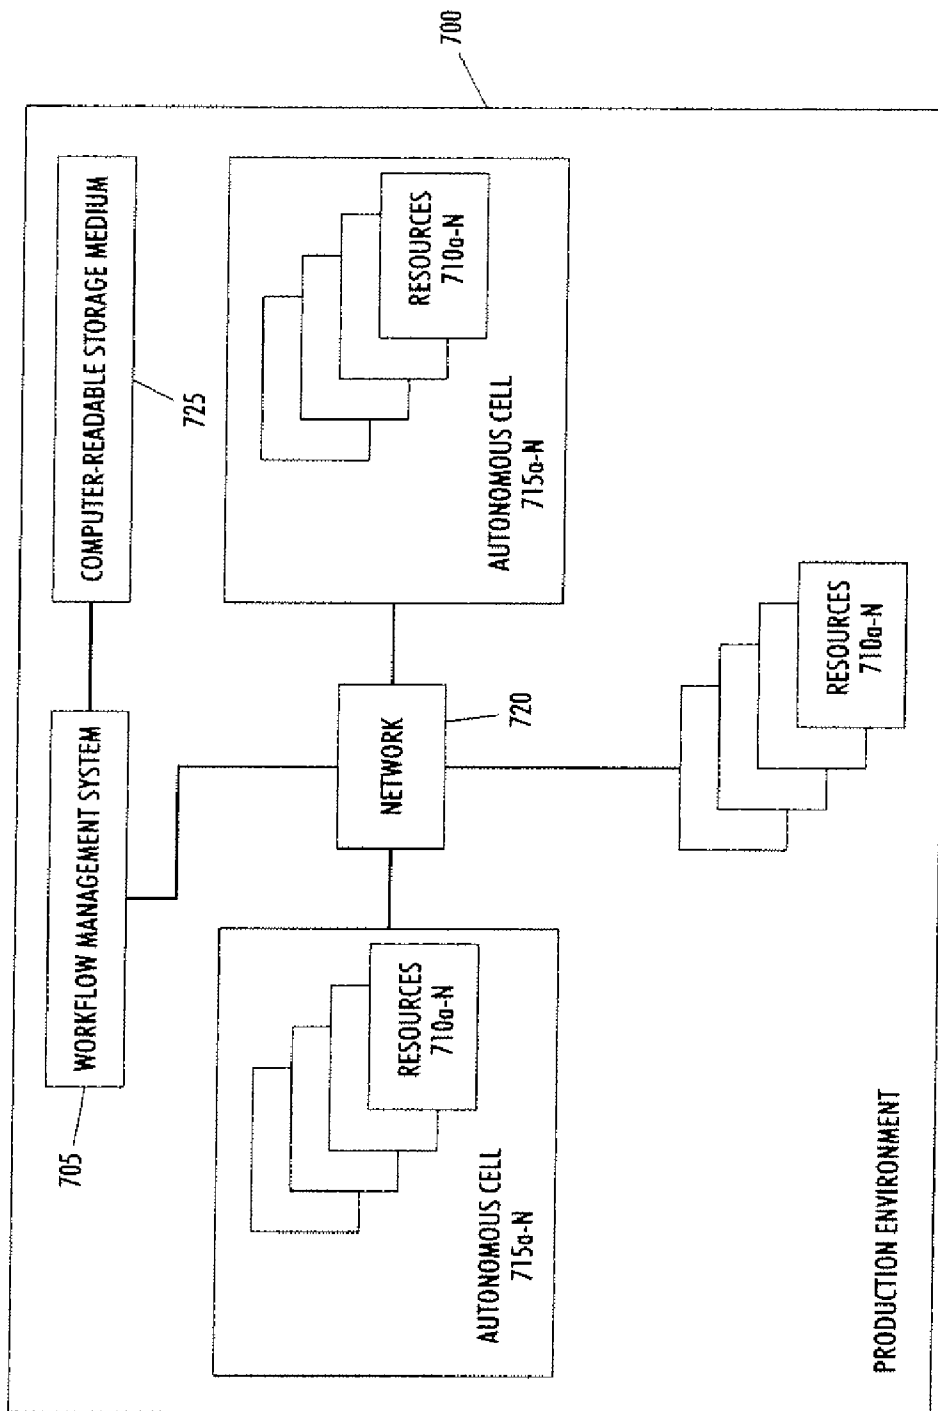 700
WORKFLOW MANAGEMENT SYSTEM
705
COMPUTER-READABLE STORAGE MEDIUM
725
RESOURCES
710a-N
AUTONOMOUS CELL
715a-N
NETWORK
720
RESOURCES
710a-N
AUTONOMOUS CELL
715a-N
RESOURCES
710a-N
PRODUCTION ENVIRONMENT